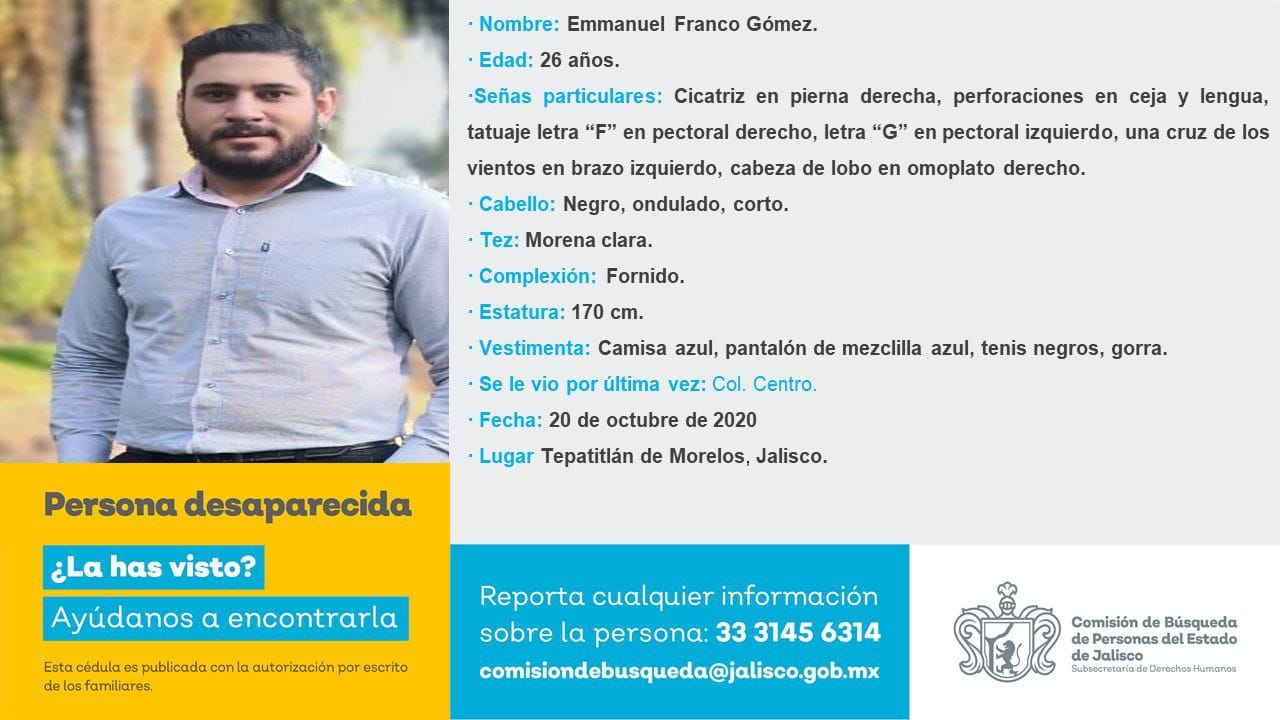 · Nombre: Emmanuel Franco Gómez.
· Edad: 26 años.
·Señas particulares: Cicatriz en pierna derecha, perforaciones en ceja y lengua,
tatuaje letra “F” en pectoral derecho, letra “G” en pectoral izquierdo, una cruz de los
vientos en brazo izquierdo, cabeza de lobo en omoplato derecho.
· Cabello: Negro, ondulado, corto.
· Tez: Morena clara.
· Complexión: Fornido.
· Estatura: 170 cm.
· Vestimenta: Camisa azul, pantalón de mezclilla azul, tenis negros, gorra.
· Se le vio por última vez: Col. Centro.
· Fecha: 20 de octubre de 2020
· Lugar Tepatitlán de Morelos, Jalisco.
Persona desaparecida
¿La has visto?
Ayúdanos a encontrarla
Esta cédula es publicada con la autorización por escrito
de los familiares.
Reporta cualquier información
sobre la persona: 33 3145 6314
comisiondebusqueda@jalisco.gob.mx
Comisión de Búsqueda
de Personas del Estado
de Jalisco
Subsecretaría de Derechos Humanos